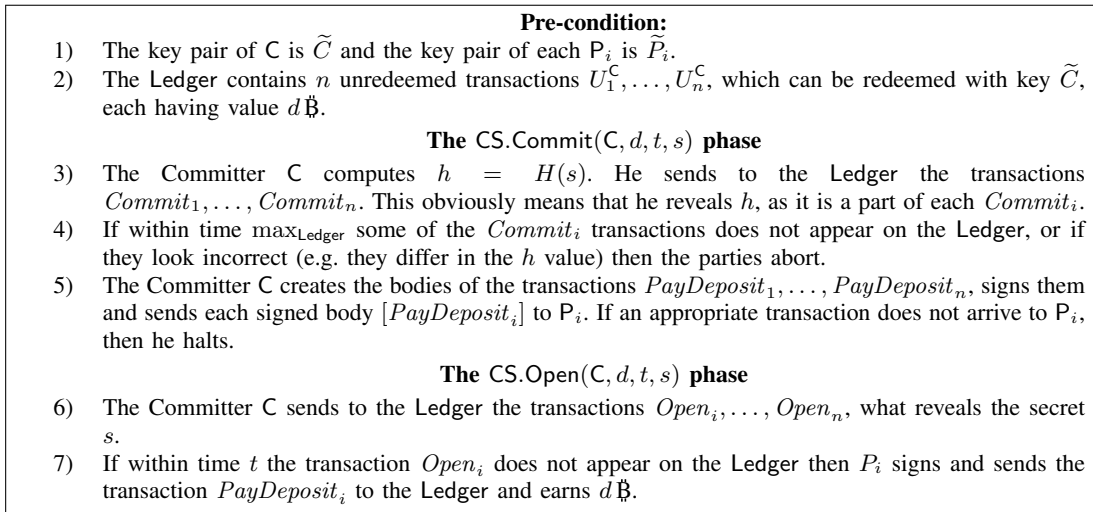 Pre-condition:
1) The key pair of C is C̃ and the key pair of each P_i is P̃_i.
2) The Ledger contains n unredeemed transactions U_1^C, . . . , U_n^C, which can be redeemed with key C̃,
each having value d ₿.
The CS.Commit(C, d, t, s) phase
3) The Committer C computes h = H(s). He sends to the Ledger the transactions
Commit_1, . . . , Commit_n. This obviously means that he reveals h, as it is a part of each Commit_i.
4) If within time max_Ledger some of the Commit_i transactions does not appear on the Ledger, or if
they look incorrect (e.g. they differ in the h value) then the parties abort.
5) The Committer C creates the bodies of the transactions PayDeposit_1, . . . , PayDeposit_n, signs them
and sends each signed body [PayDeposit_i] to P_i. If an appropriate transaction does not arrive to P_i,
then he halts.
The CS.Open(C, d, t, s) phase
6) The Committer C sends to the Ledger the transactions Open_i, . . . , Open_n, what reveals the secret
s.
7) If within time t the transaction Open_i does not appear on the Ledger then P_i signs and sends the
transaction PayDeposit_i to the Ledger and earns d ₿.